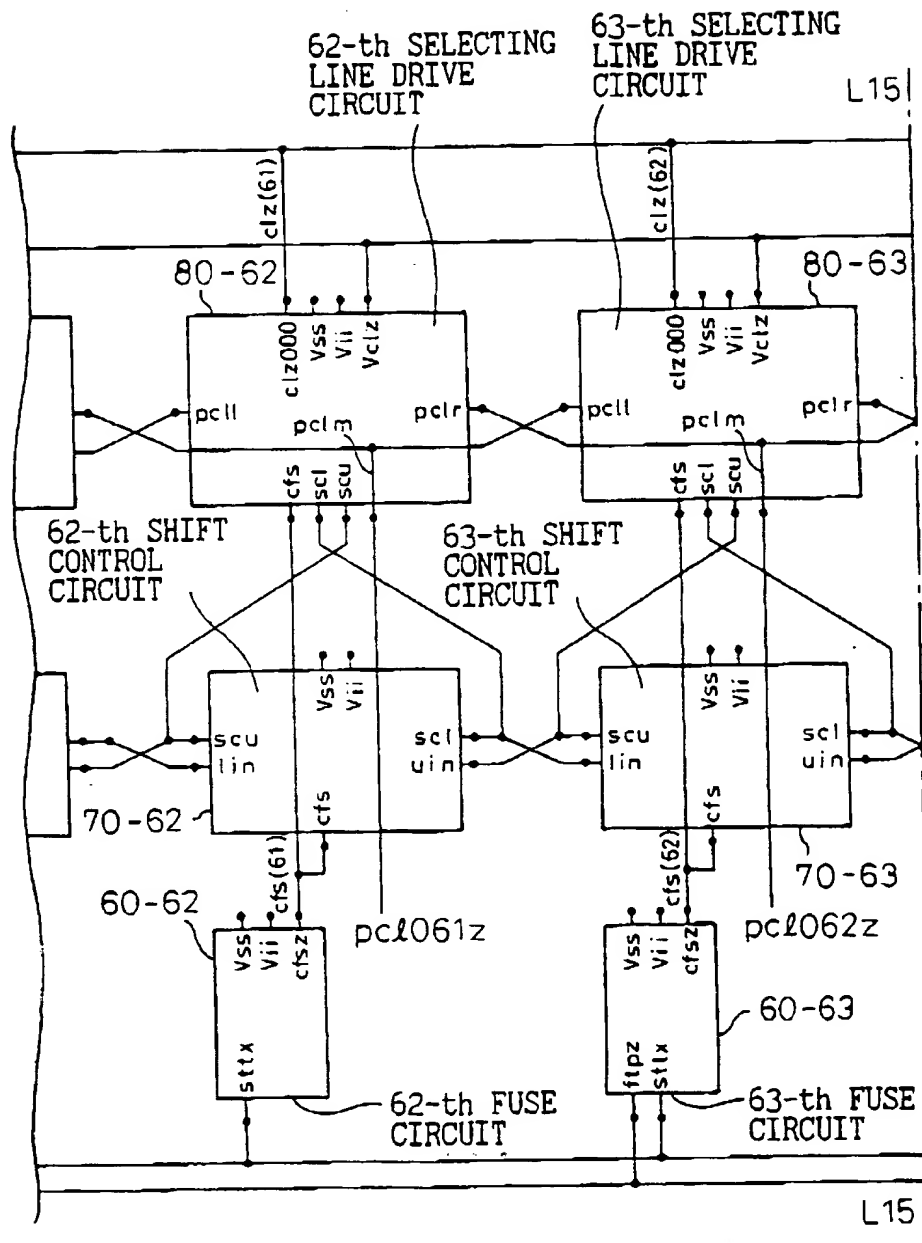 62-th SELECTING
LINE DRIVE
CIRCUIT
63-th SELECTING
LINE DRIVE
CIRCUIT
L15
clz(61)
clz(62)
80-62
80-63
clz000
Vss
Vii
Vclz
clz000
Vss
Vii
Vclz
pcll
pclr
pclm
pcll
pclr
pclm
cfs
scl
scu
cfs
scl
scu
62-th SHIFT
CONTROL
CIRCUIT
63-th SHIFT
CONTROL
CIRCUIT
Vss
Vii
Vss
Vii
scu
lin
scl
uin
scu
lin
scl
uin
cfs
cfs
70-62
70-63
cfs(61)
cfs(62)
60-62
pcℓ061z
pcℓ062z
Vss
Vii
cfsz
Vss
Vii
cfsz
60-63
sttx
ftpz
sttx
62-th FUSE
CIRCUIT
63-th FUSE
CIRCUIT
L15